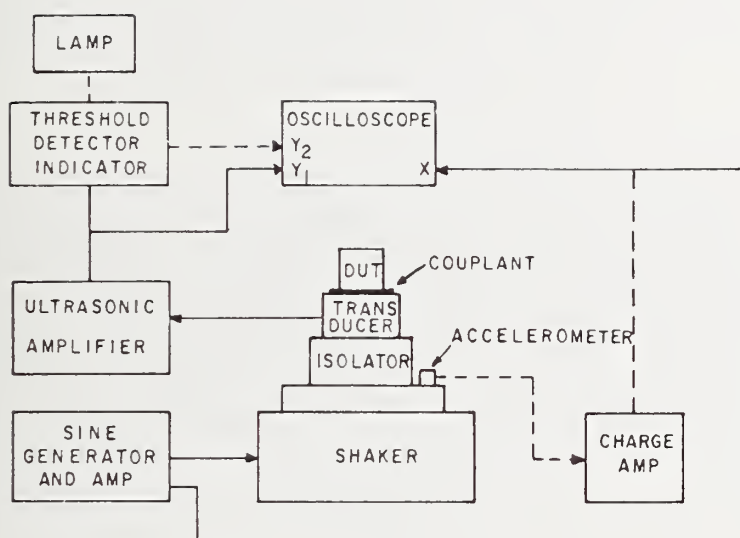 LAMP
THRESHOLD
DETECTOR
INDICATOR
OSCILLOSCOPE
Y2
Y1 X
ULTRASONIC
AMPLIFIER
DUT
COUPLANT
TRANS
DUCER
ISOLATOR
ACCELEROMETER
SINE
GENERATOR
AND AMP
SHAKER
CHARGE
AMP